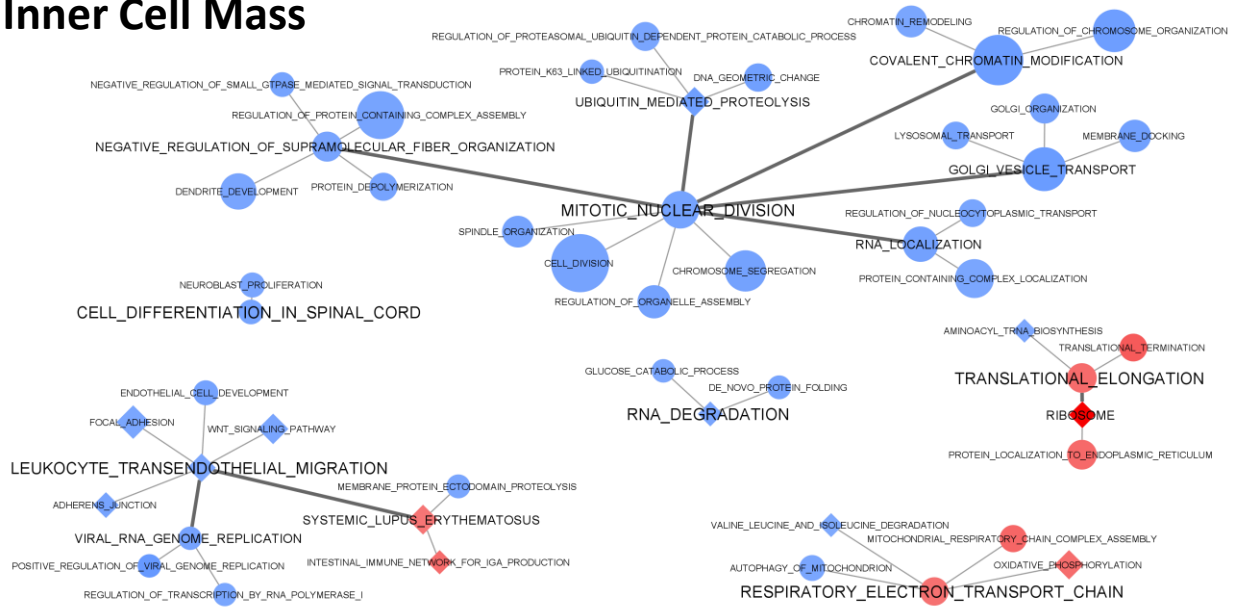 Inner Cell Mass
CHROMATIN_REMODELING
REGULATION_OF_CHROMOSOME_ORGANIZATION
COVALENT_CHROMATIN_MODIFICATION
REGULATION_OF_PROTEASOMAL_UBIQUITIN_DEPENDENT_PROTEIN_CATABOLIC_PROCESS
PROTEIN_K63_LINKED_UBIQUITINATION
DNA_GEOMETRIC_CHANGE
UBIQUITIN_MEDIATED_PROTEOLYSIS
NEGATIVE_REGULATION_OF_SMALL_GTPASE_MEDIATED_SIGNAL_TRANSDUCTION
REGULATION_OF_PROTEIN_CONTAINING_COMPLEX_ASSEMBLY
NEGATIVE_REGULATION_OF_SUPRAMOLECULAR_FIBER_ORGANIZATION
DENDRITE_DEVELOPMENT
PROTEIN_DEPOLYMERIZATION
GOLGI_ORGANIZATION
LYSOSOMAL_TRANSPORT
MEMBRANE_DOCKING
GOLGI_VESICLE_TRANSPORT
MITOTIC_NUCLEAR_DIVISION
SPINDLE_ORGANIZATION
CELL_DIVISION
CHROMOSOME_SEGREGATION
REGULATION_OF_ORGANELLE_ASSEMBLY
REGULATION_OF_NUCLEOCYTOPLASMIC_TRANSPORT
RNA_LOCALIZATION
PROTEIN_CONTAINING_COMPLEX_LOCALIZATION
NEUROBLAST_PROLIFERATION
CELL_DIFFERENTIATION_IN_SPINAL_CORD
AMINOACYL_TRNA_BIOSYNTHESIS
TRANSLATIONAL_TERMINATION
TRANSLATIONAL_ELONGATION
RIBOSOME
PROTEIN_LOCALIZATION_TO_ENDOPLASMIC_RETICULUM
GLUCOSE_CATABOLIC_PROCESS
DE_NOVO_PROTEIN_FOLDING
RNA_DEGRADATION
ENDOTHELIAL_CELL_DEVELOPMENT
FOCAL_ADHESION
WNT_SIGNALING_PATHWAY
LEUKOCYTE_TRANSENDOTHELIAL_MIGRATION
ADHERENS_JUNCTION
MEMBRANE_PROTEIN_ECTODOMAIN_PROTEOLYSIS
SYSTEMIC_LUPUS_ERYTHEMATOSUS
VIRAL_RNA_GENOME_REPLICATION
INTESTINAL_IMMUNE_NETWORK_FOR_IGA_PRODUCTION
POSITIVE_REGULATION_OF_VIRAL_GENOME_REPLICATION
REGULATION_OF_TRANSCRIPTION_BY_RNA_POLYMERASE_I
VALINE_LEUCINE_AND_ISOLEUCINE_DEGRADATION
MITOCHONDRIAL_RESPIRATORY_CHAIN_COMPLEX_ASSEMBLY
AUTOPHAGY_OF_MITOCHONDRION
OXIDATIVE_PHOSPHORYLATION
RESPIRATORY_ELECTRON_TRANSPORT_CHAIN